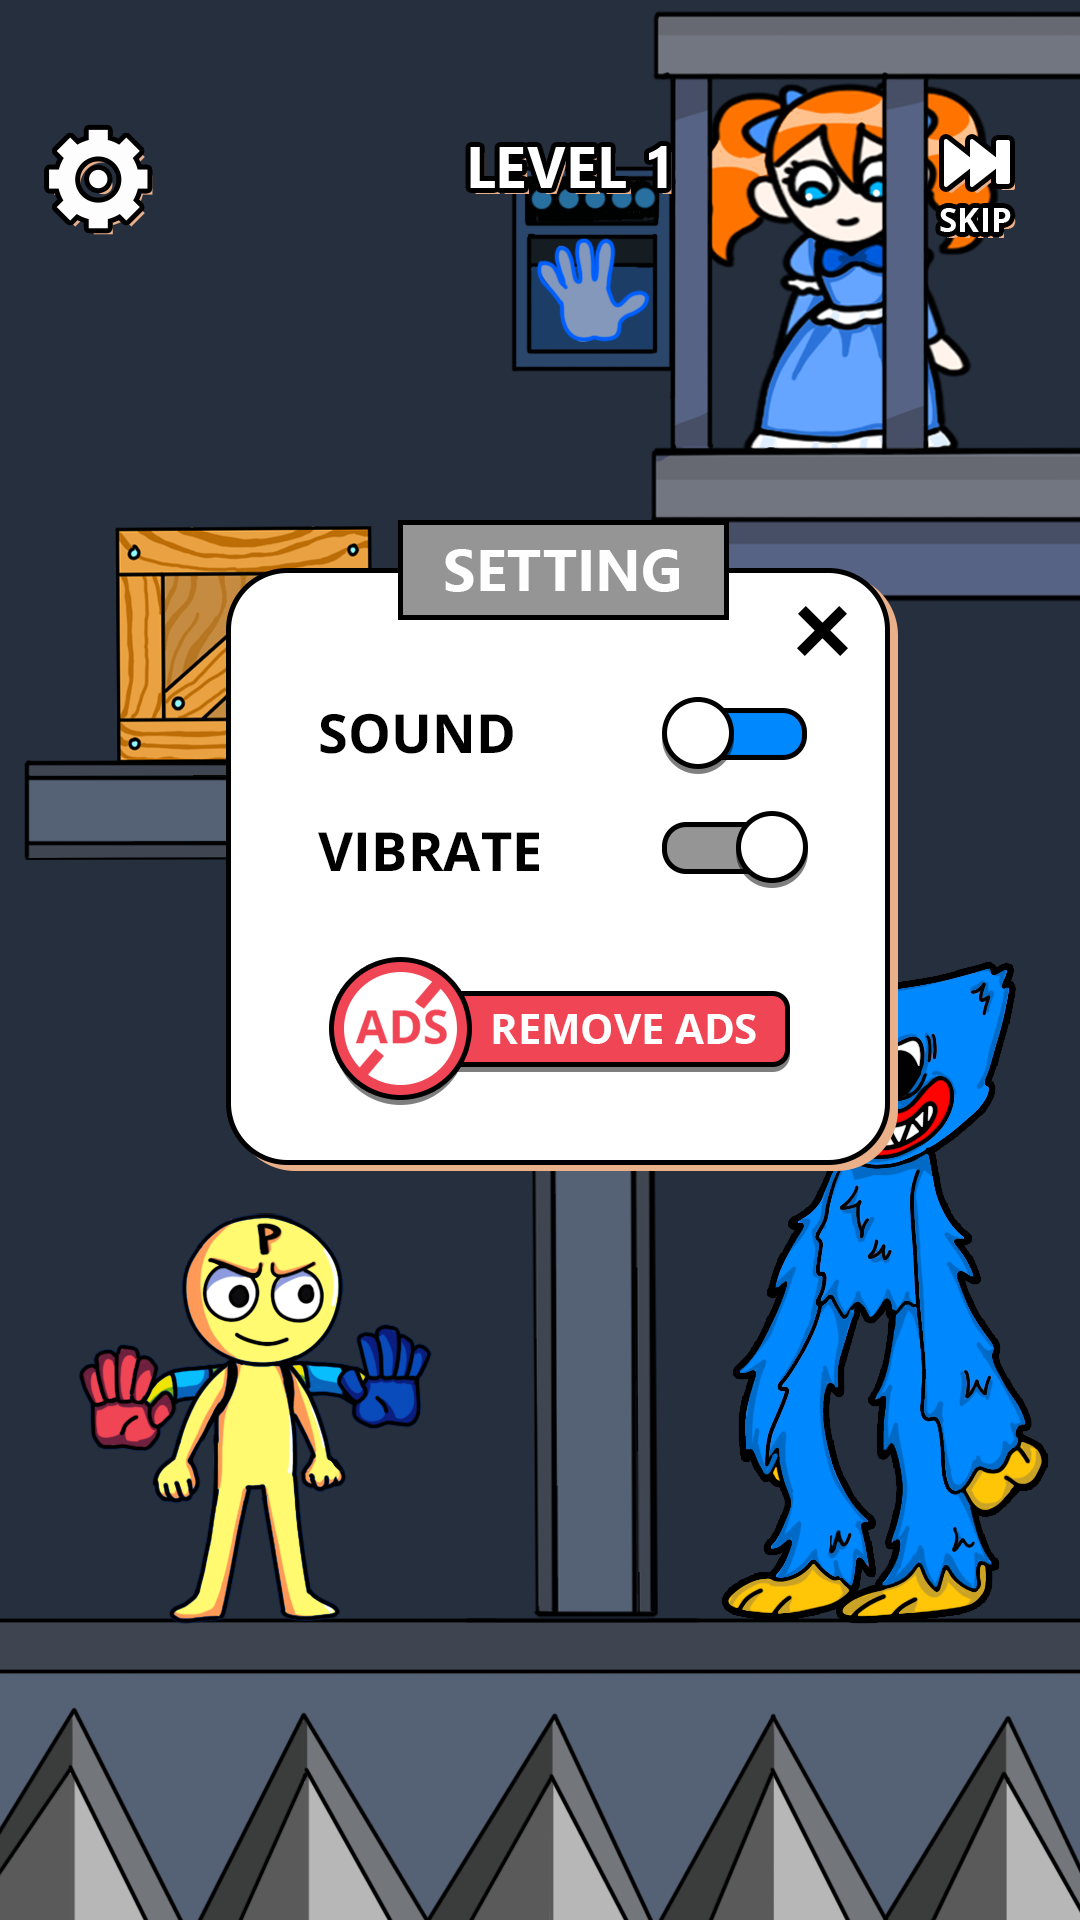 LEVEL 1
SKIP
SETTING
SOUND
VIBRATE
ADS
REMOVE ADS
P